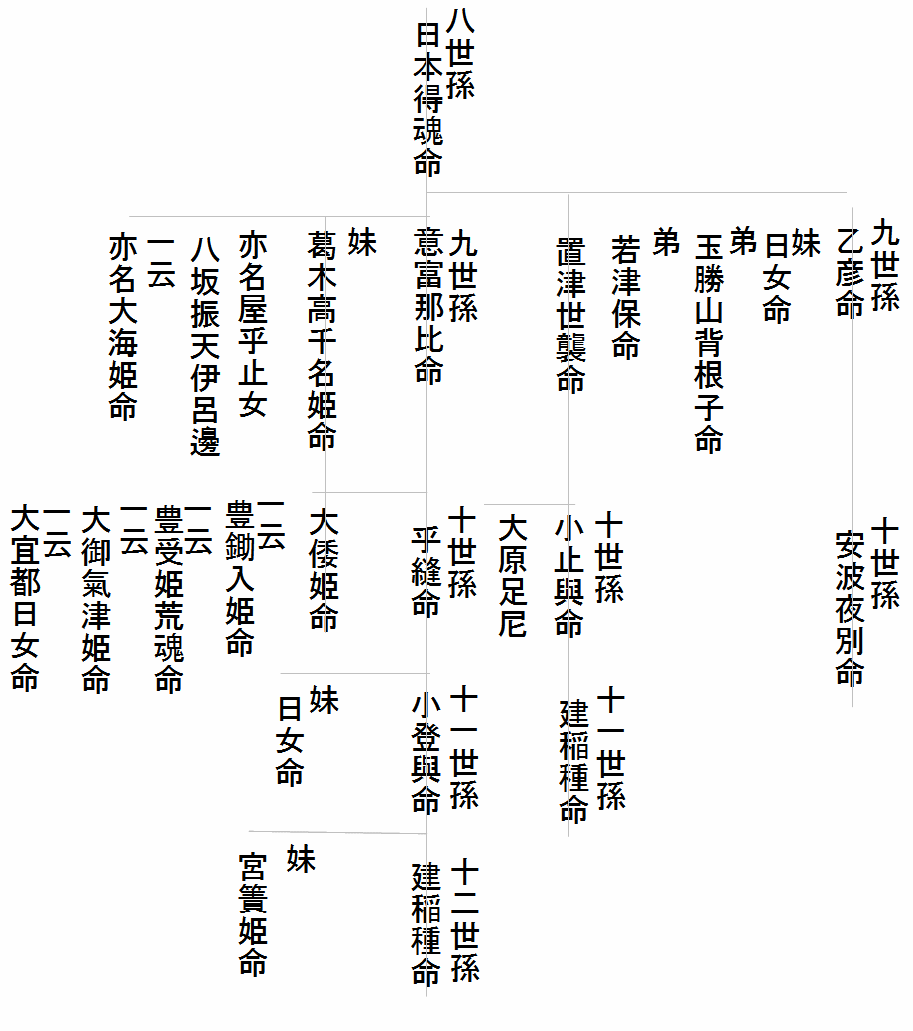 八世孫
日本得魂命
九世孫
乙彦命
妹
日女命
弟
玉勝山背根子命
弟
若津保命
置津世襲命
九世孫
意富那比命
妹
葛木高千名姫命
亦名屋乎止女
八坂振天伊呂邊
一云
亦名大海姫命
十世孫
安波夜別命
十世孫
小止與命
大原足尼
十世孫
乎縫命
大倭姫命
一云
豊鋤入姫命
一云
豊受姫荒魂命
一云
大御氣津姫命
一云
大宜都日女命
十一世孫
建稲種命
十一世孫
小登與命
妹
日女命
十二世孫
建稲種命
妹
宮簀姫命